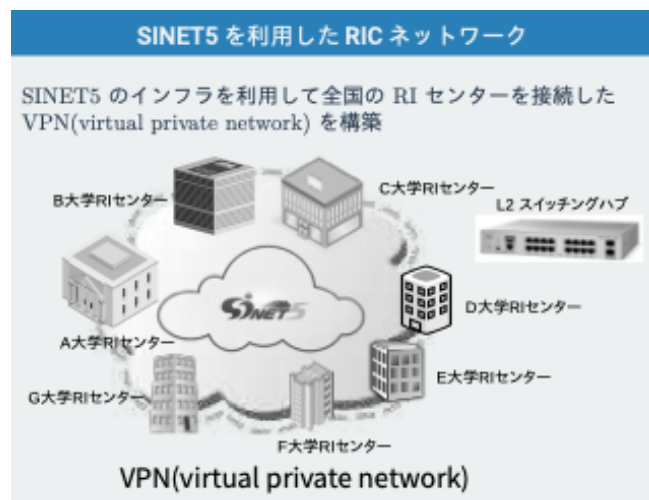 SINET5 を利用した RIC ネットワーク
SINET5 のインフラを利用して全国の RI センターを接続した
VPN(virtual private network) を構築
B大学RIセンター
C大学RIセンター
L2 スイッチングハブ
SINET5
D大学RIセンター
A大学RIセンター
E大学RIセンター
G大学RIセンター
F大学RIセンター
VPN(virtual private network)